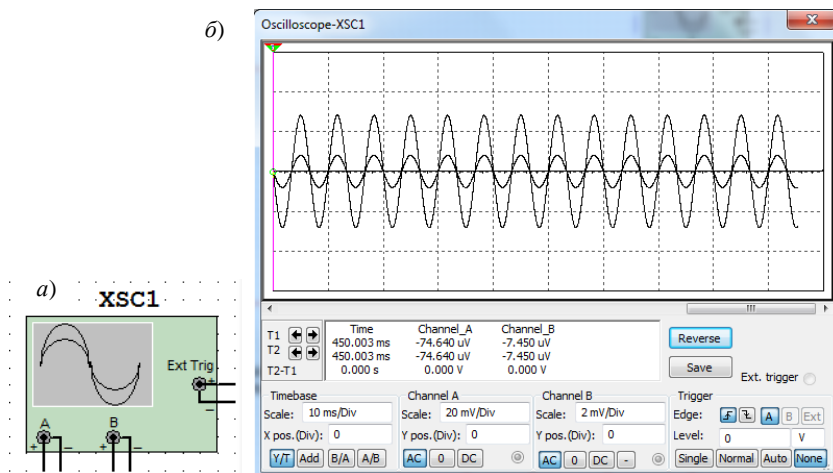 б)
Oscilloscope-XSC1
а)
XSC1
Ext Trig
+
−
A
B
+ − + −
Time Channel_A Channel_B
T1 450.003 ms -74.640 uV -7.450 uV
T2 450.003 ms -74.640 uV -7.450 uV
T2-T1 0.000 s 0.000 V 0.000 V
Reverse
Save
Ext. trigger
Timebase
Scale: 10 ms/Div
X pos.(Div): 0
Y/T Add B/A A/B
Channel A
Scale: 20 mV/Div
Y pos.(Div): 0
AC 0 DC
Channel B
Scale: 2 mV/Div
Y pos.(Div): 0
AC 0 DC -
Trigger
Edge: A B Ext
Level: 0 V
Single Normal Auto None